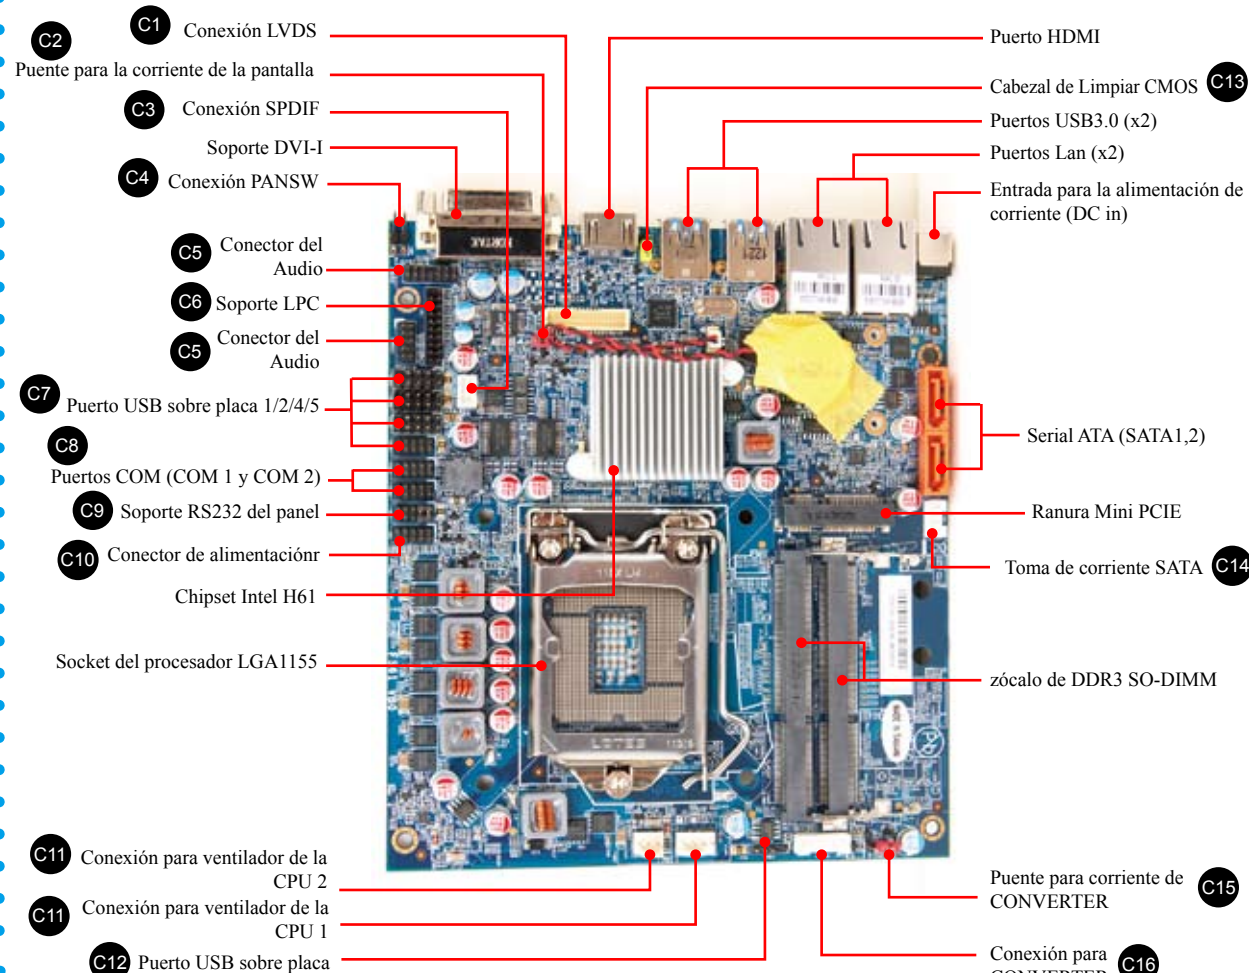 C1 Conexión LVDS
C2
Puente para la corriente de la pantalla
C3 Conexión SPDIF
Soporte DVI-I
C4 Conexión PANSW
C5 Conector del
Audio
C6 Soporte LPC
C5 Conector del
Audio
C7 Puerto USB sobre placa 1/2/4/5
C8
Puertos COM (COM 1 y COM 2)
C9 Soporte RS232 del panel
C10 Conector de alimentaciónr
Chipset Intel H61
Socket del procesador LGA1155
C11 Conexión para ventilador de la
CPU 2
C11 Conexión para ventilador de la
CPU 1
C12 Puerto USB sobre placa
Puerto HDMI
Cabezal de Limpiar CMOS C13
Puertos USB3.0 (x2)
Puertos Lan (x2)
Entrada para la alimentación de
corriente (DC in)
Serial ATA (SATA1,2)
Ranura Mini PCIE
Toma de corriente SATA C14
zócalo de DDR3 SO-DIMM
Puente para corriente de
CONVERTER C15
Conexión para
CONVERTER C16
1221
LOTES
Pb